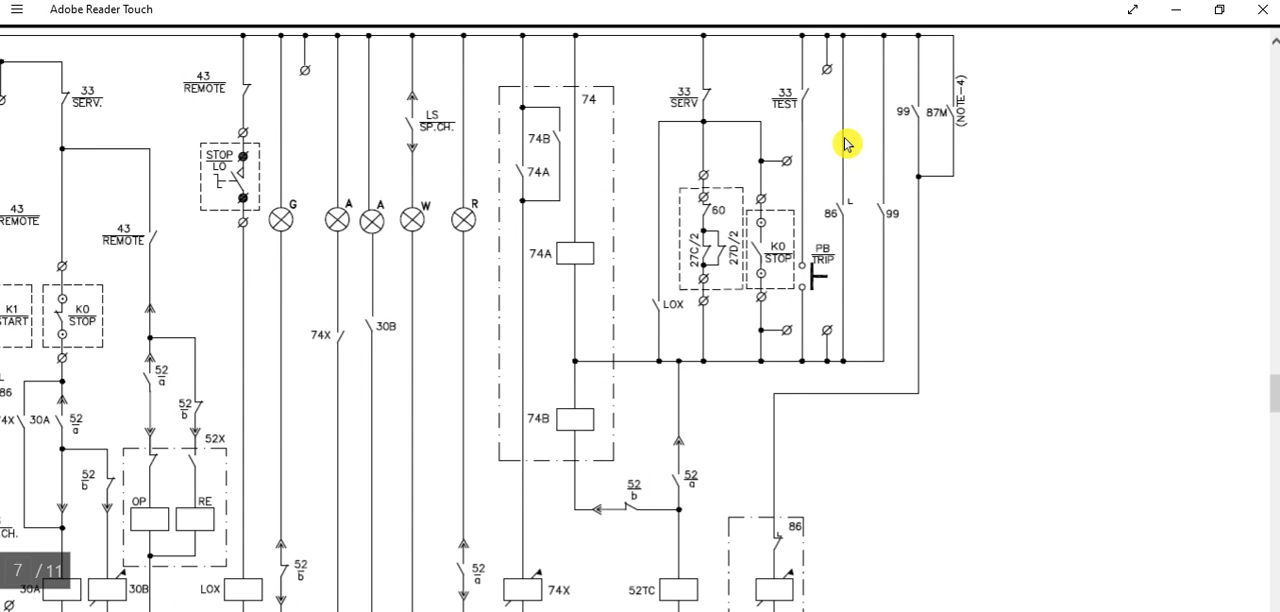 Adobe Reader Touch
33
SERV.
43
REMOTE
LS
SP.CH.
74
33
SERV
33
TEST
99
87M
(NOTE-4)
74B
STOP
LO
74A
60
G
A
A
W
R
L
86
99
43
REMOTE
43
REMOTE
27C/2
27D/2
K0
STOP
PB
TRIP
74A
K1
START
K0
STOP
LOX
74X
30B
52
a
86
52
b
74X
30A
52
a
74B
52X
52
b
52
b
52
a
OP
RE
86
CH.
7 / 11
52
b
52
a
30A
30B
LOX
74X
52TC